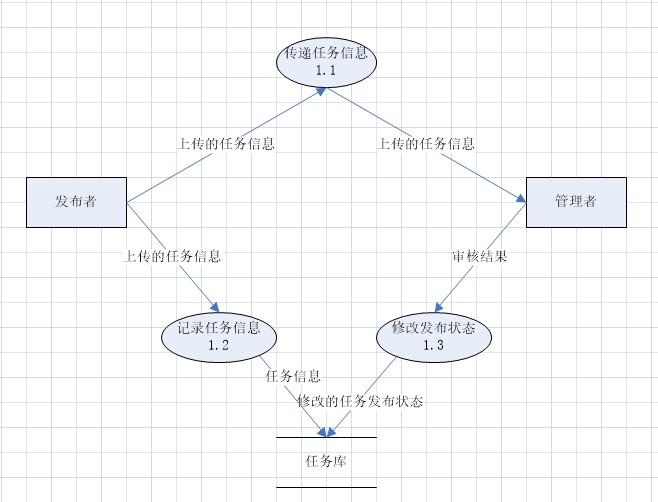 传递任务信息
1.1
上传的任务信息
上传的任务信息
发布者
管理者
上传的任务信息
审核结果
记录任务信息
1.2
修改发布状态
1.3
任务信息
修改的任务发布状态
任务库